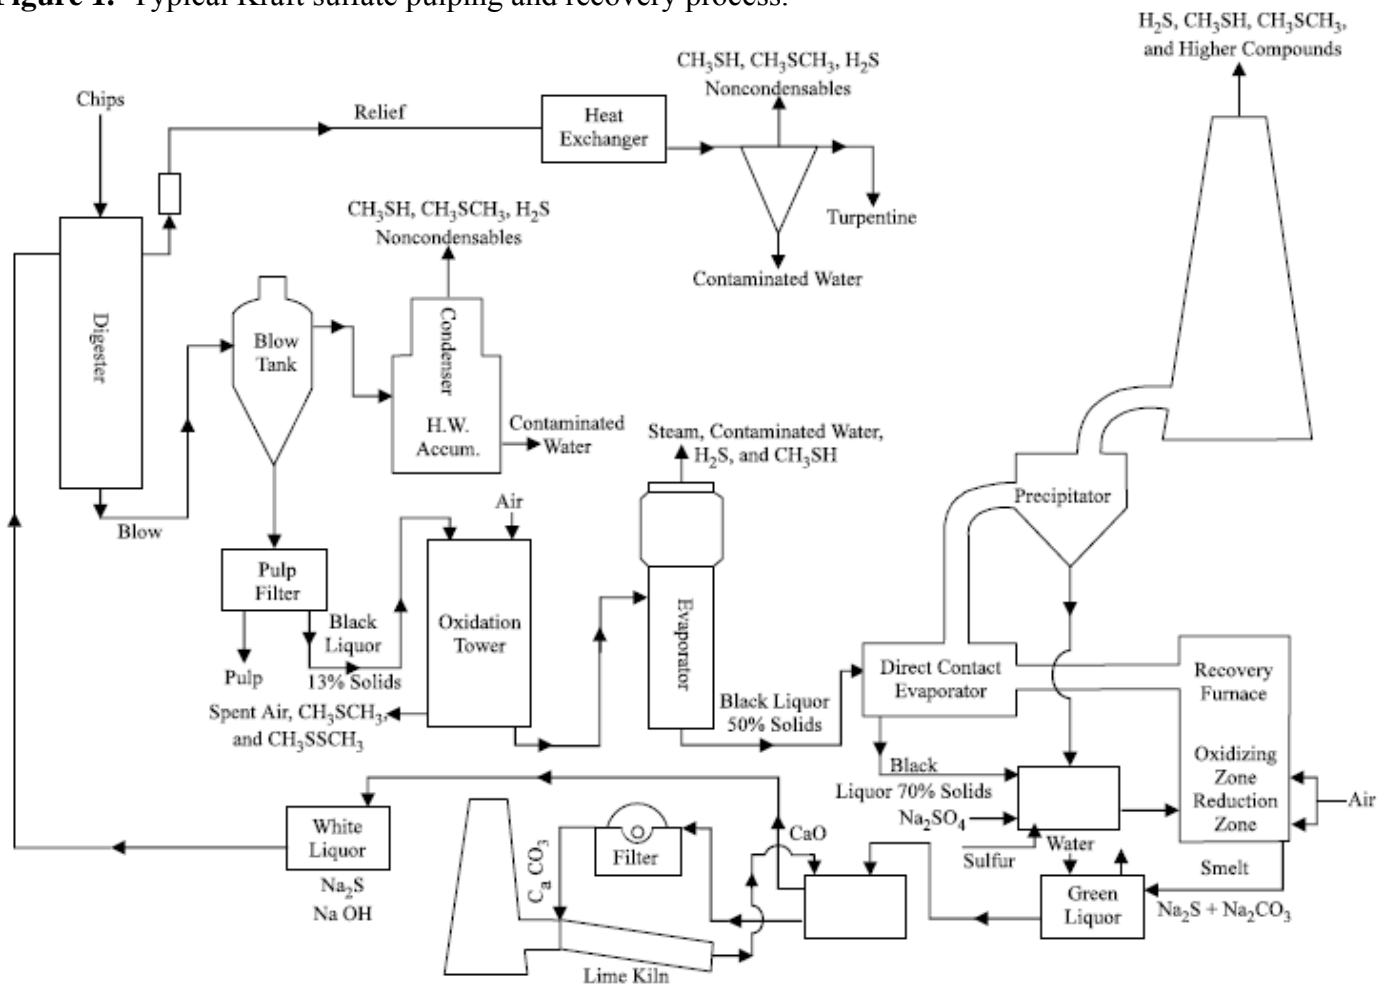 Figure 1. Typical Kraft sulfate pulping and recovery process.
H₂S, CH₃SH, CH₃SCH₃,
and Higher Compounds
CH₃SH, CH₃SCH₃, H₂S
Noncondensables
Chips
Relief
Heat
Exchanger
Turpentine
Contaminated Water
CH₃SH, CH₃SCH₃, H₂S
Noncondensables
Digester
Blow
Tank
Condenser
H.W.
Accum.
Contaminated
Water
Blow
Steam, Contaminated Water,
H₂S, and CH₃SH
Precipitator
Air
Pulp
Filter
Black
Liquor
13% Solids
Pulp
Oxidation
Tower
Spent Air, CH₃SCH₃,
and CH₃SSCH₃
Evaporator
Black Liquor
50% Solids
Direct Contact
Evaporator
Recovery
Furnace
Oxidizing
Zone
Reduction
Zone
Air
Black
Liquor 70% Solids
Na₂SO₄
Sulfur
Water
Smelt
Green
Liquor
Na₂S + Na₂CO₃
White
Liquor
Na₂S
Na OH
Ca CO₃
Filter
CaO
Lime Kiln